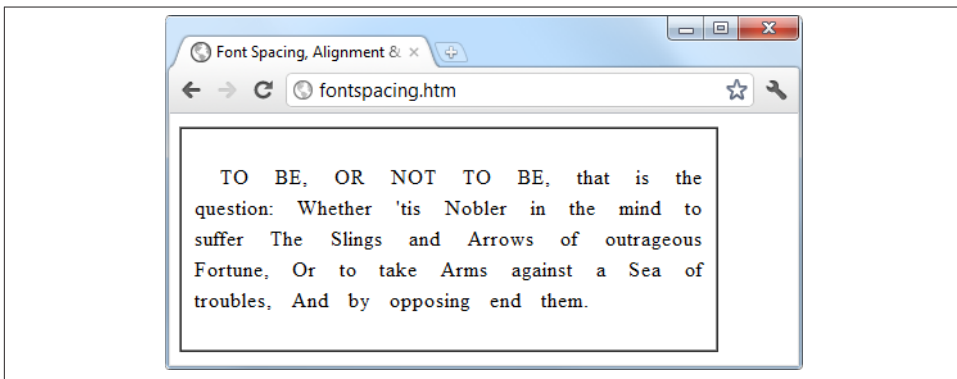 Font Spacing, Alignment &
fontspacing.htm
TO BE, OR NOT TO BE, that is the
question: Whether 'tis Nobler in the mind to
suffer The Slings and Arrows of outrageous
Fortune, Or to take Arms against a Sea of
troubles, And by opposing end them.